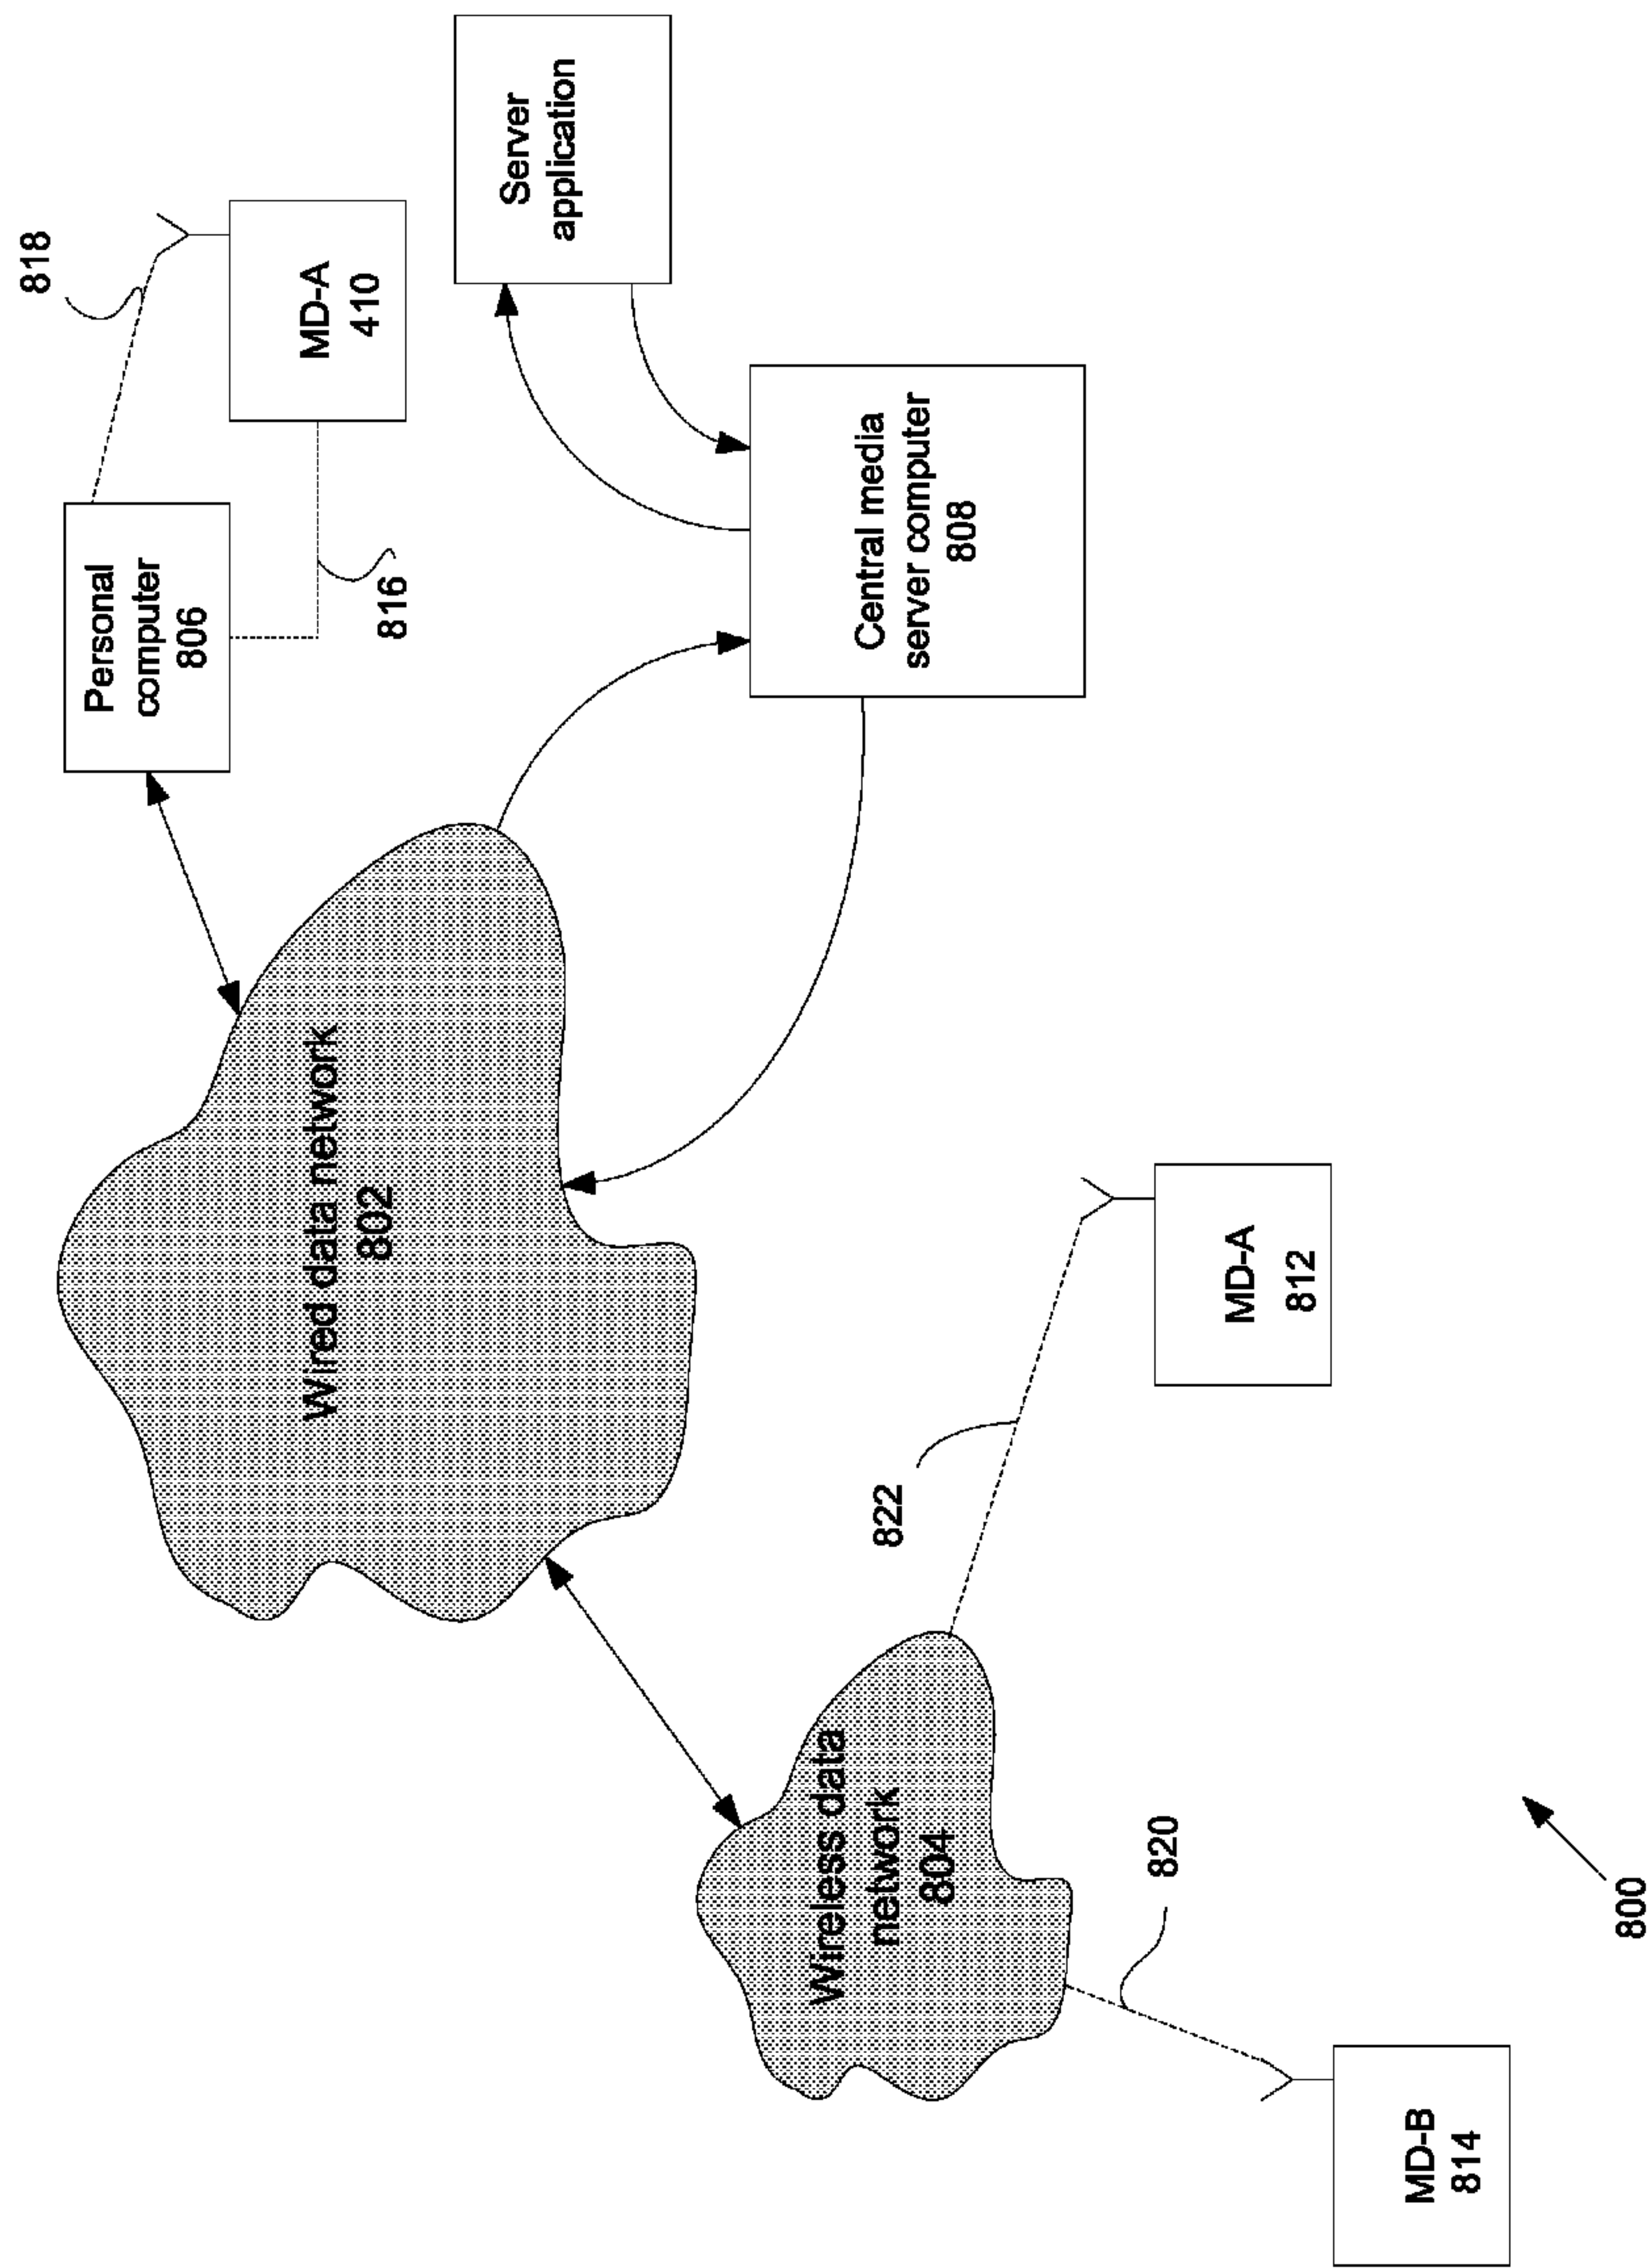 818
MD-A
410
Personal
computer
806
816
Server
application
Central media
server computer
808
Wired data network
802
822
MD-A
812
Wireless data
network
804
820
MD-B
814
800